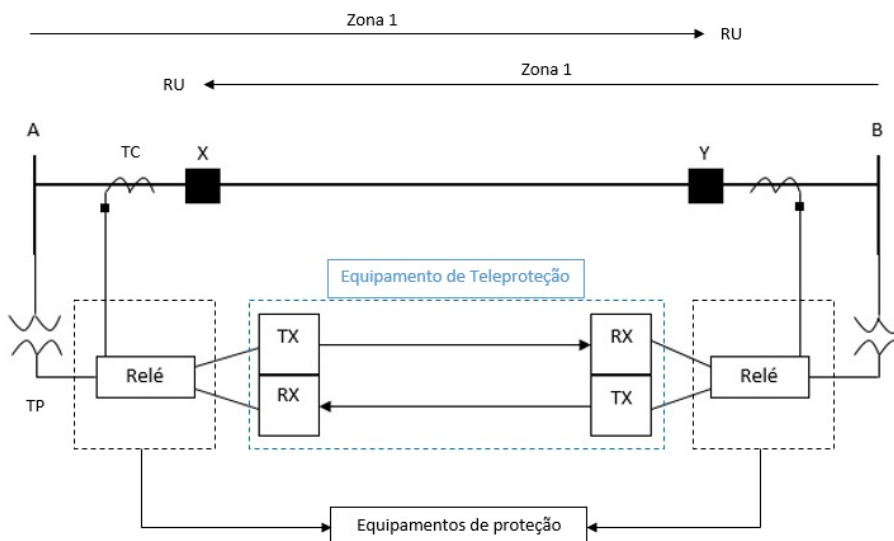 Zona 1
RU
Zona 1
RU
A
B
TC
X
Y
Equipamento de Teleproteção
TX
RX
Relé
Relé
RX
TX
TP
Equipamentos de proteção